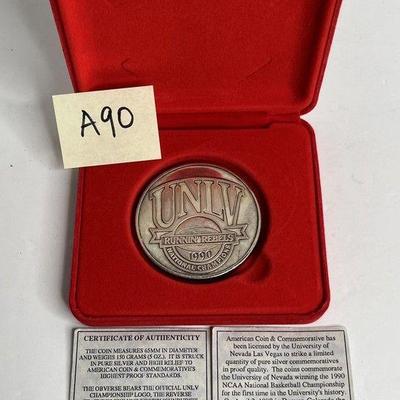 A90
UNLV
RUNNIN' REBELS
1990
NATIONAL CHAMPIONS
CERTIFICATE OF AUTHENTICITY
THE COIN MEASURES 65MM IN DIAMETER
AND WEIGHS 150 GRAMS (5 OZ.). IT IS STRUCK
IN PURE SILVER AND HIGH RELIEF TO
AMERICAN COIN & COMMEMORATIVE'S
HIGHEST PROOF STANDARDS.
THE OBVERSE BEARS THE OFFICIAL UNLV
CHAMPIONSHIP LOGO, THE REVERSE
American Coin & Commemorative has
been licensed by the University of
Nevada Las Vegas to strike a limited
quantity of pure silver commemoratives
in proof quality. The coins commemorate
the University of Nevada winning the 1990
NCAA National Basketball Championship
for the first time in the University's history.